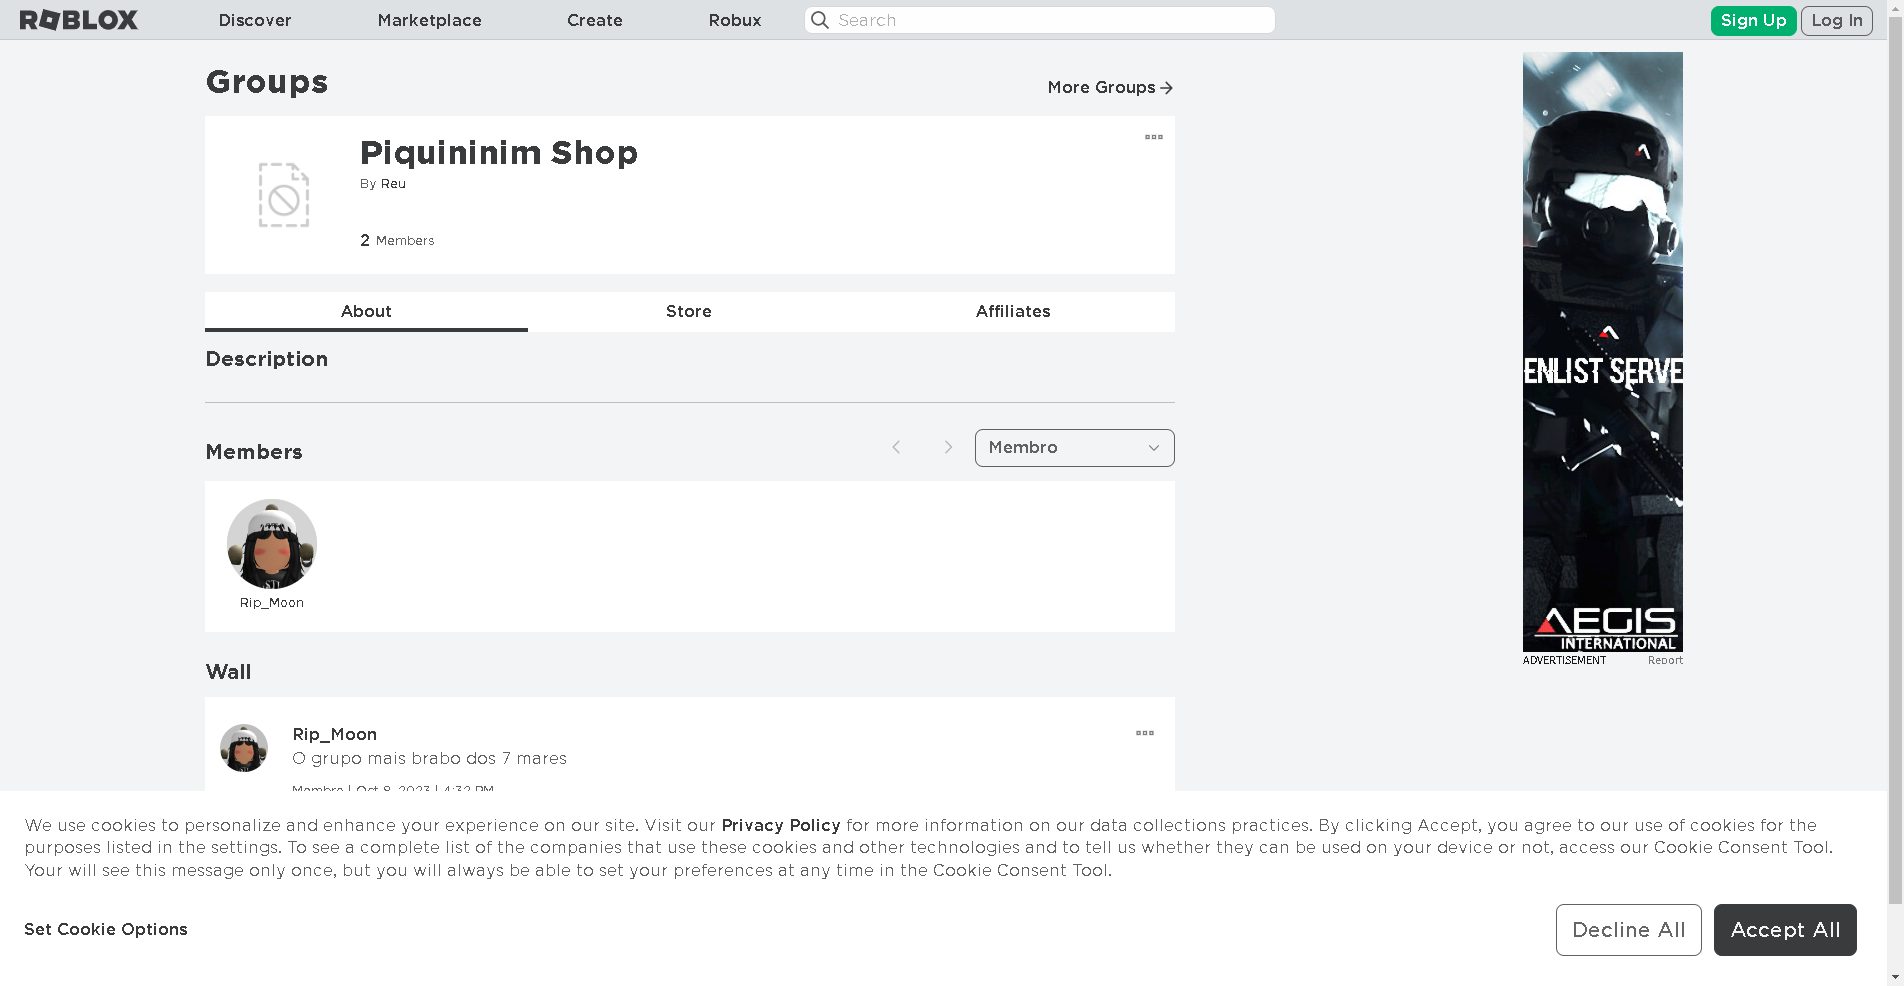 ROBLOX Discover Marketplace Create Robux Search Sign Up Log In
Groups
More Groups
Piquininim Shop
By Reu
2 Members
About Store Affiliates
Description
Members
Membro
Rip_Moon
Wall
Rip_Moon
O grupo mais brabo dos 7 mares
Membro | Oct 8, 2023 | 4:32 PM
ENLIST SERVE
AEGIS
INTERNATIONAL
ADVERTISEMENT Report
We use cookies to personalize and enhance your experience on our site. Visit our Privacy Policy for more information on our data collections practices. By clicking Accept, you agree to our use of cookies for the
purposes listed in the settings. To see a complete list of the companies that use these cookies and other technologies and to tell us whether they can be used on your device or not, access our Cookie Consent Tool.
Your will see this message only once, but you will always be able to set your preferences at any time in the Cookie Consent Tool.
Set Cookie Options
Decline All Accept All